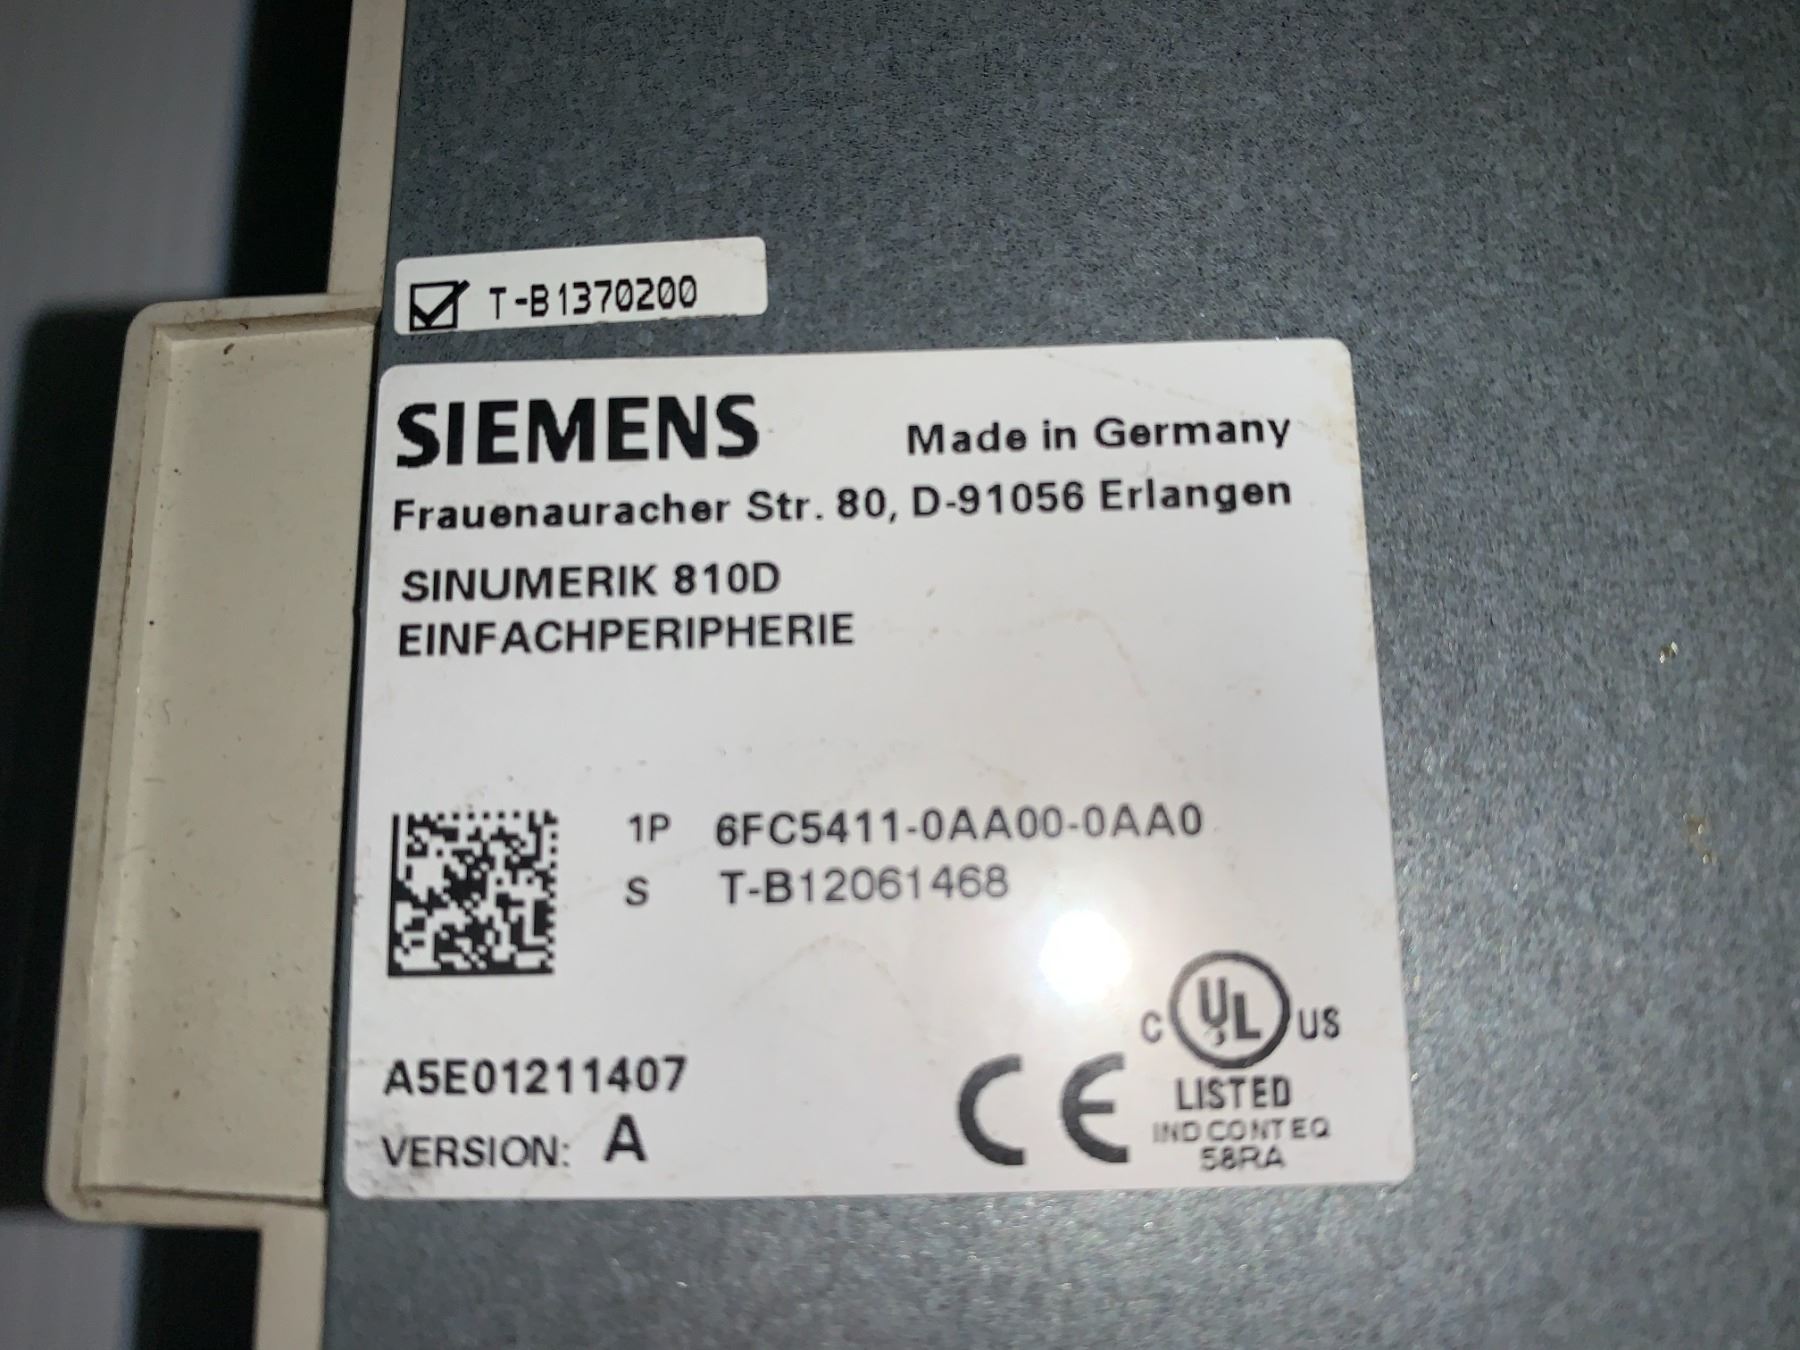 T-B1370200
SIEMENS
Made in Germany
Frauenauracher Str. 80, D-91056 Erlangen
SINUMERIK 810D
EINFACHPERIPHERIE
1P 6FC5411-0AA00-0AA0
S T-B12061468
C UL US
LISTED
IND CONT EQ
58RA
CE
A5E01211407
VERSION: A